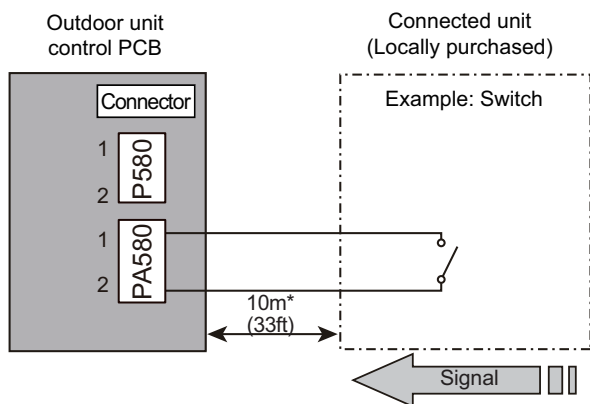 Outdoor unit
control PCB
Connected unit
(Locally purchased)
Connector
Example: Switch
1
2
P580
1
2
PA580
10m*
(33ft)
Signal